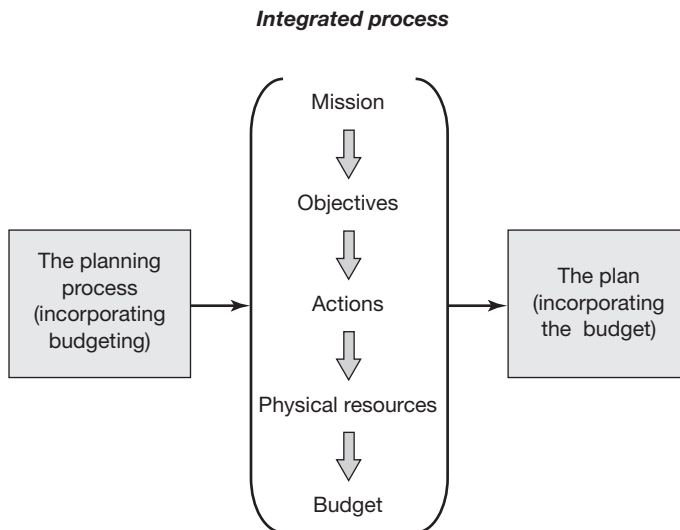 Integrated process
Mission
Objectives
Actions
Physical resources
Budget
The planning
process
(incorporating
budgeting)
The plan
(incorporating
the budget)